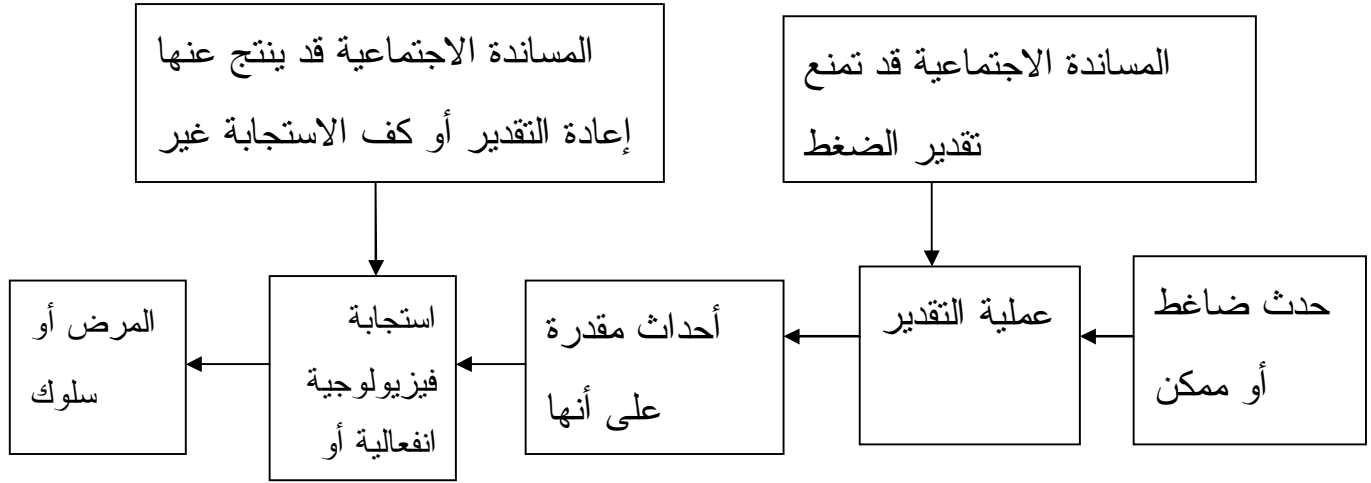 المساندة الاجتماعية قد تمنع
تقدير الضغط
المساندة الاجتماعية قد ينتج عنها
إعادة التقدير أو كف الاستجابة غير
حدث ضاغط
أو ممكن
عملية التقدير
أحداث مقدرة
على أنها
استجابة
فيزيولوجية
انفعالية أو
المرض أو
سلوك